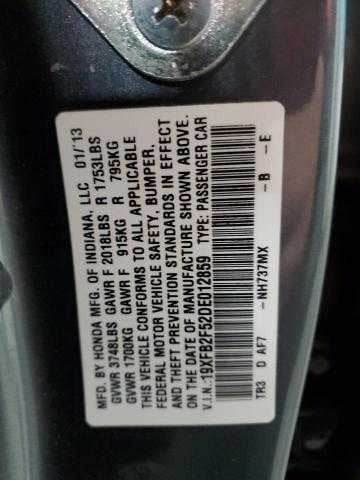 MFD. BY HONDA MFG. OF INDIANA, LLC 01/13
GVWR 3748LBS GAWR F 2018LBS R 1753LBS
GVWR 1700KG GAWR F 915KG R 795KG
THIS VEHICLE CONFORMS TO ALL APPLICABLE
FEDERAL MOTOR VEHICLE SAFETY, BUMPER,
AND THEFT PREVENTION STANDARDS IN EFFECT
ON THE DATE OF MANUFACTURE SHOWN ABOVE.
V.I.N.:19XFB2F52DE012859 TYPE: PASSENGER CAR
TR3 D AF7 -NH737MX -B -E